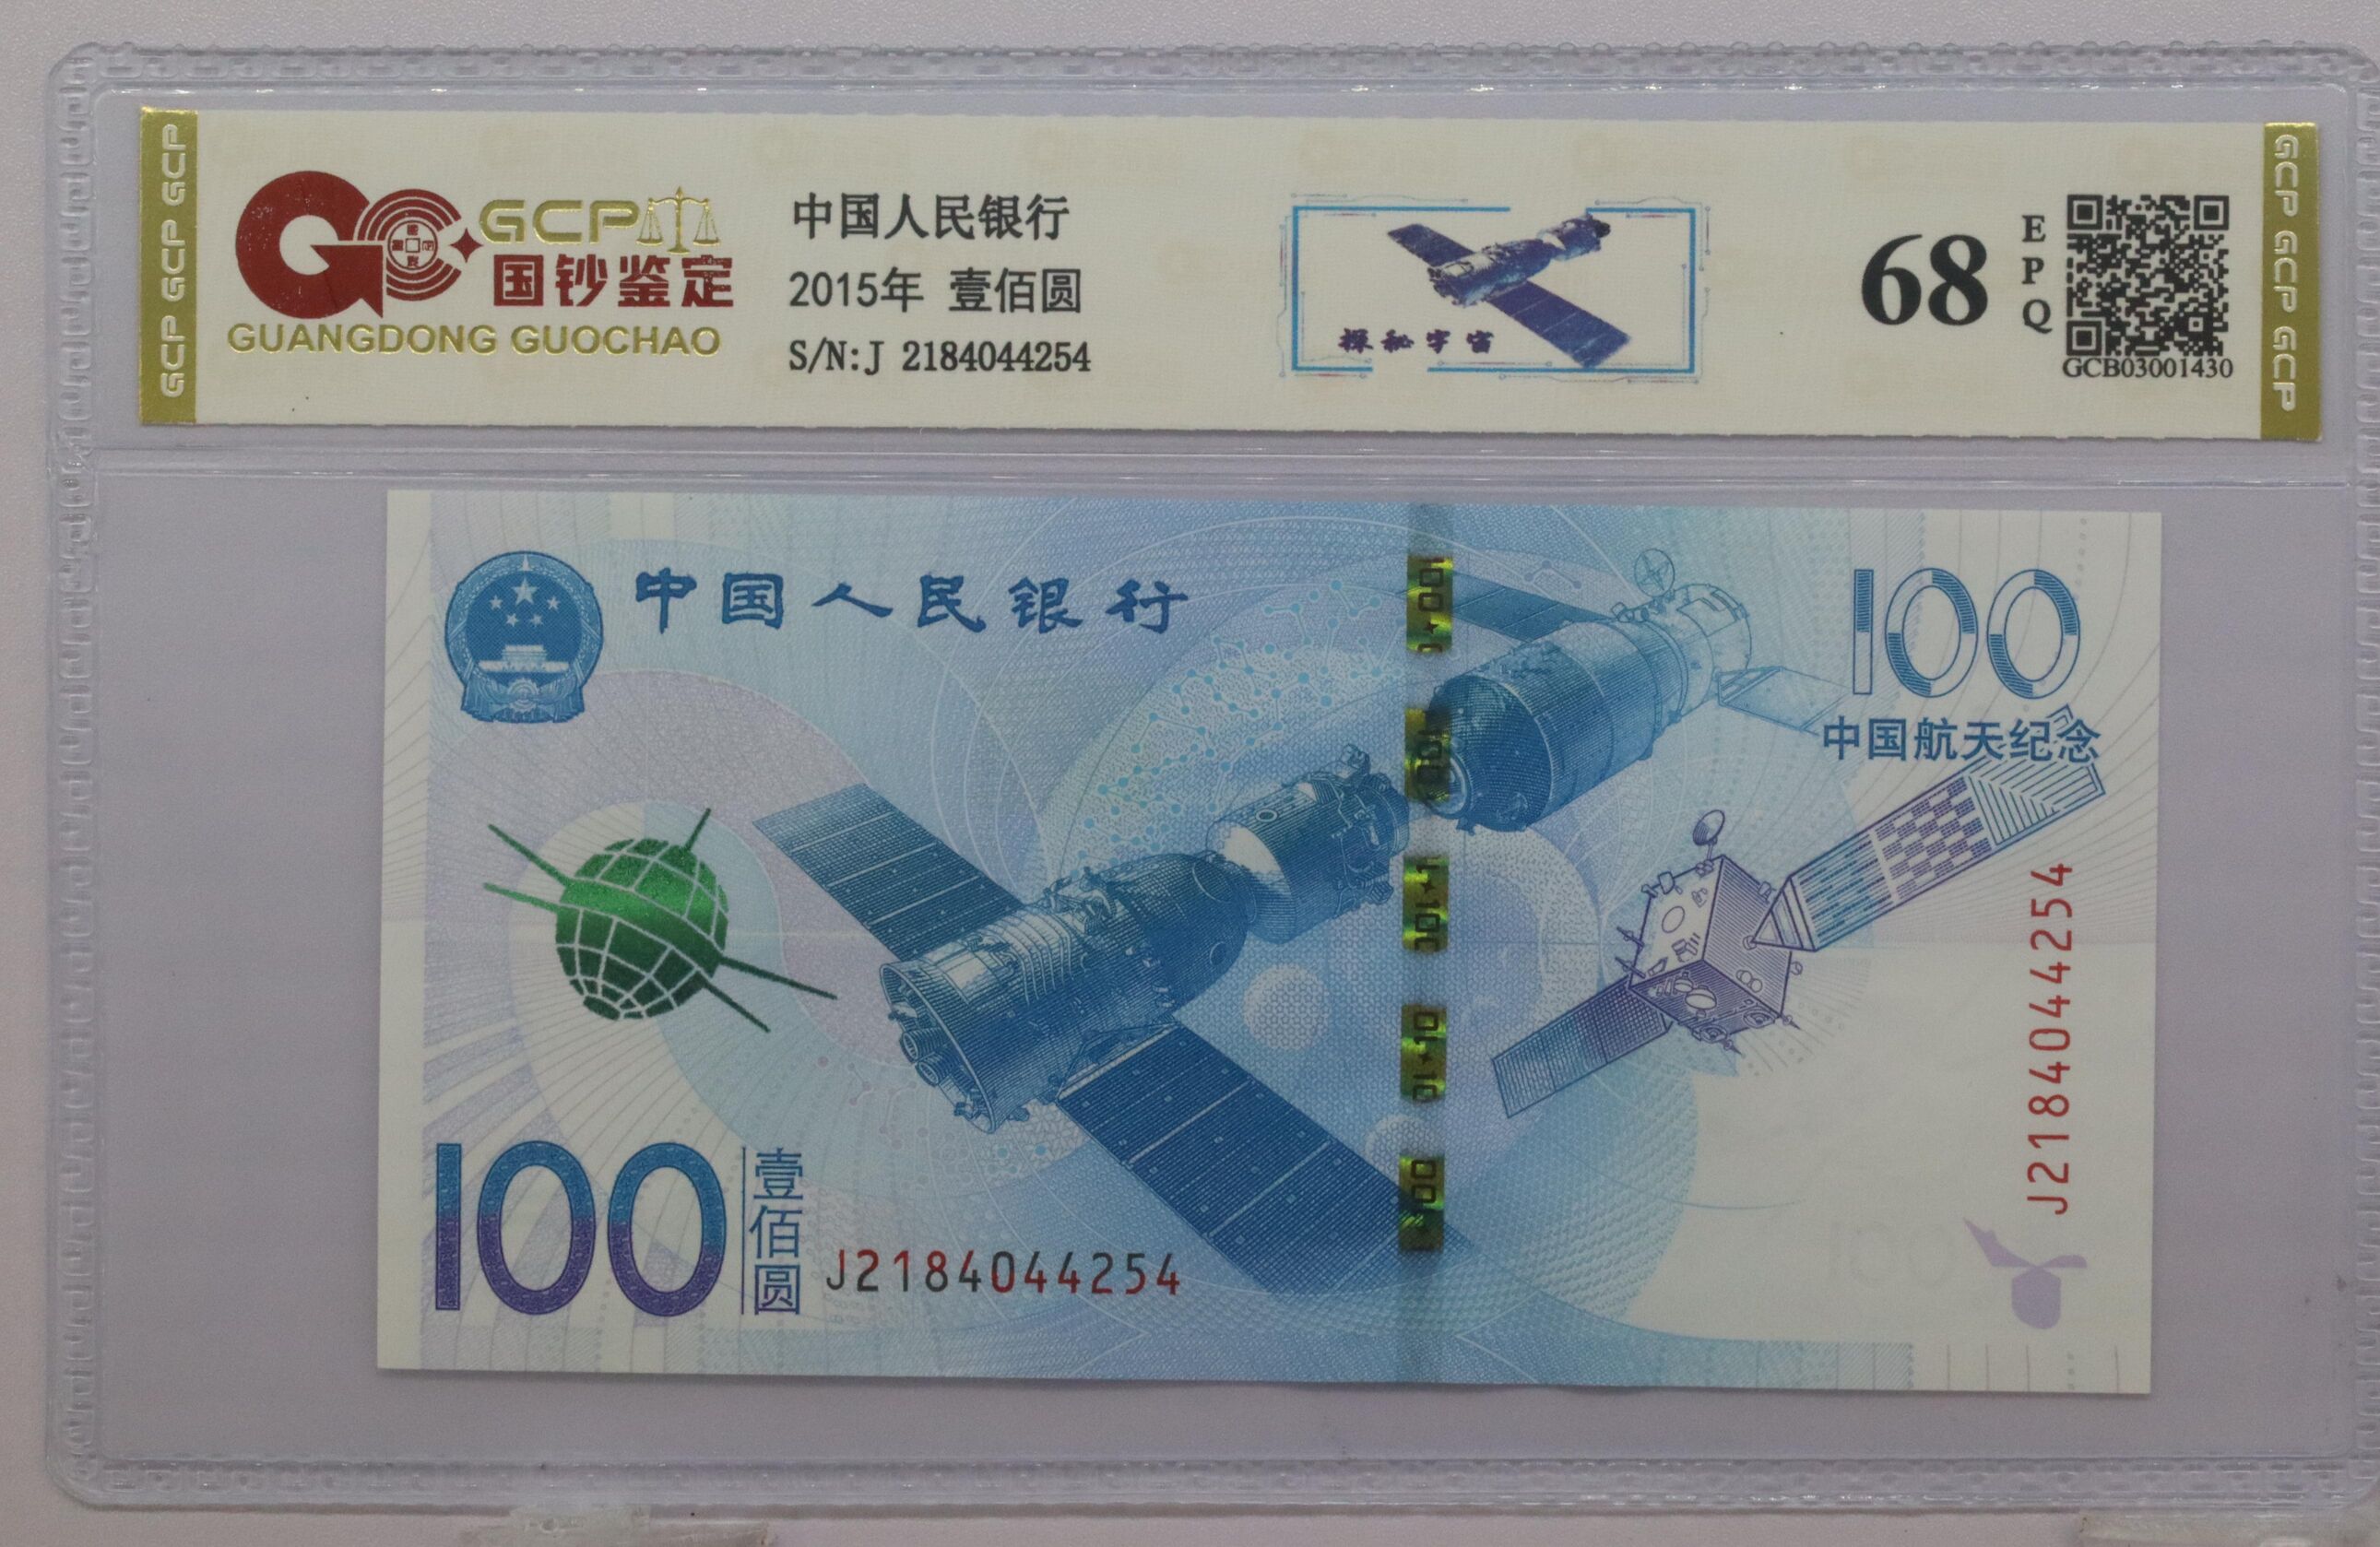 GCP GCP GCP
GCP
国钞鉴定
GUANGDONG GUOCHAO
中国人民银行
2015年 壹佰圆
S/N:J 2184044254
探秘宇宙
68
EPQ
GCB03001430
GCP GCP GCP
中国人民银行
100
中国航天纪念
J2184044254
100
壹佰圆
J2184044254